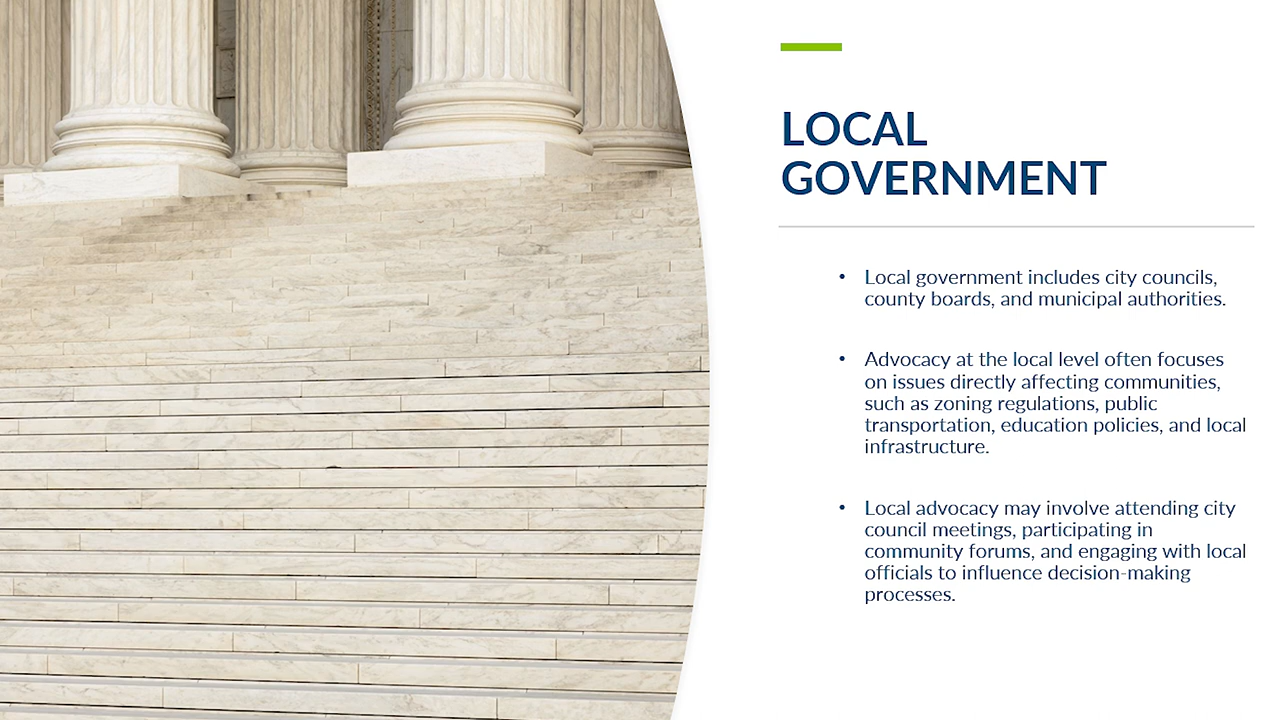 LOCAL
GOVERNMENT
• Local government includes city councils,
county boards, and municipal authorities.
• Advocacy at the local level often focuses
on issues directly affecting communities,
such as zoning regulations, public
transportation, education policies, and local
infrastructure.
• Local advocacy may involve attending city
council meetings, participating in
community forums, and engaging with local
officials to influence decision-making
processes.